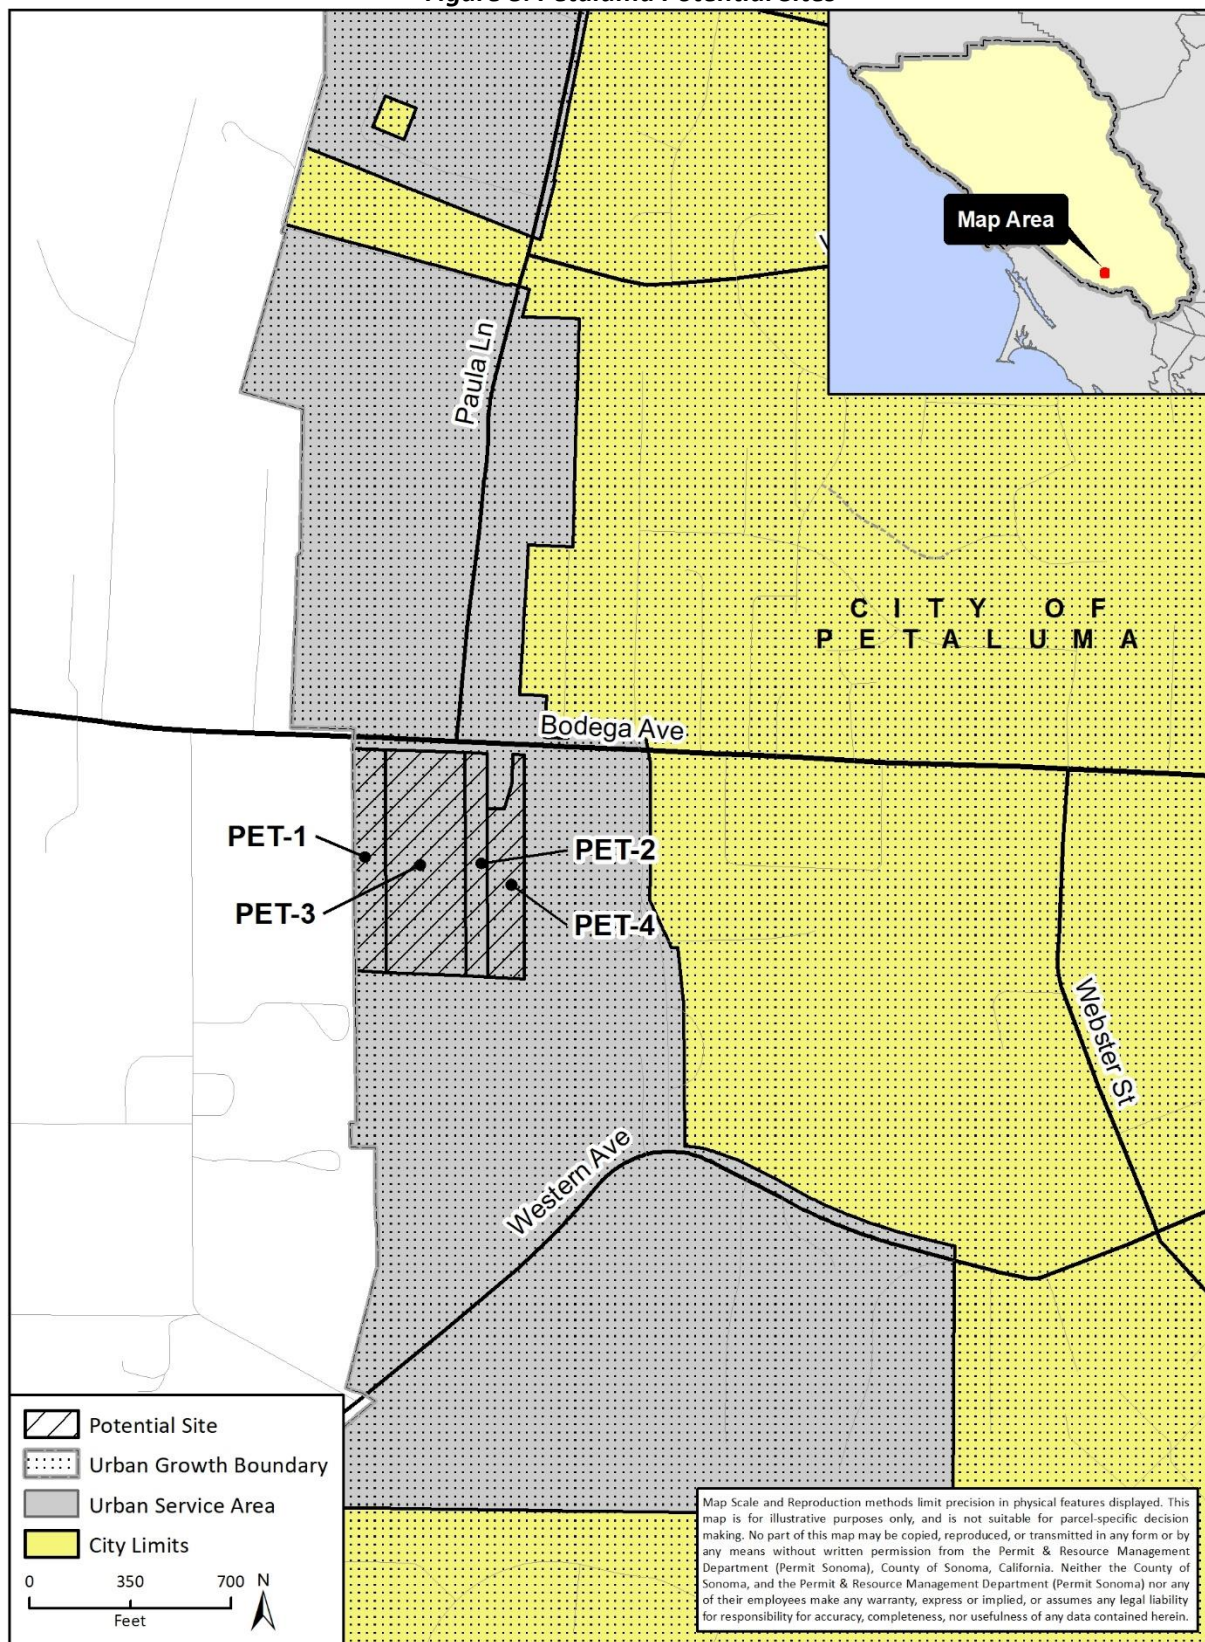 Map Area
Paula Ln
CITY OF
PETALUMA
Bodega Ave
PET-1
PET-2
PET-3
PET-4
Webster St
Western Ave
Potential Site
Urban Growth Boundary
Urban Service Area
City Limits
0 350 700 N
Feet
Map Scale and Reproduction methods limit precision in physical features displayed. This
map is for illustrative purposes only, and is not suitable for parcel-specific decision
making. No part of this map may be copied, reproduced, or transmitted in any form or by
any means without written permission from the Permit & Resource Management
Department (Permit Sonoma), County of Sonoma, California. Neither the County of
Sonoma, and the Permit & Resource Management Department (Permit Sonoma) nor any
of their employees make any warranty, express or implied, or assumes any legal liability
for responsibility for accuracy, completeness, nor usefulness of any data contained herein.